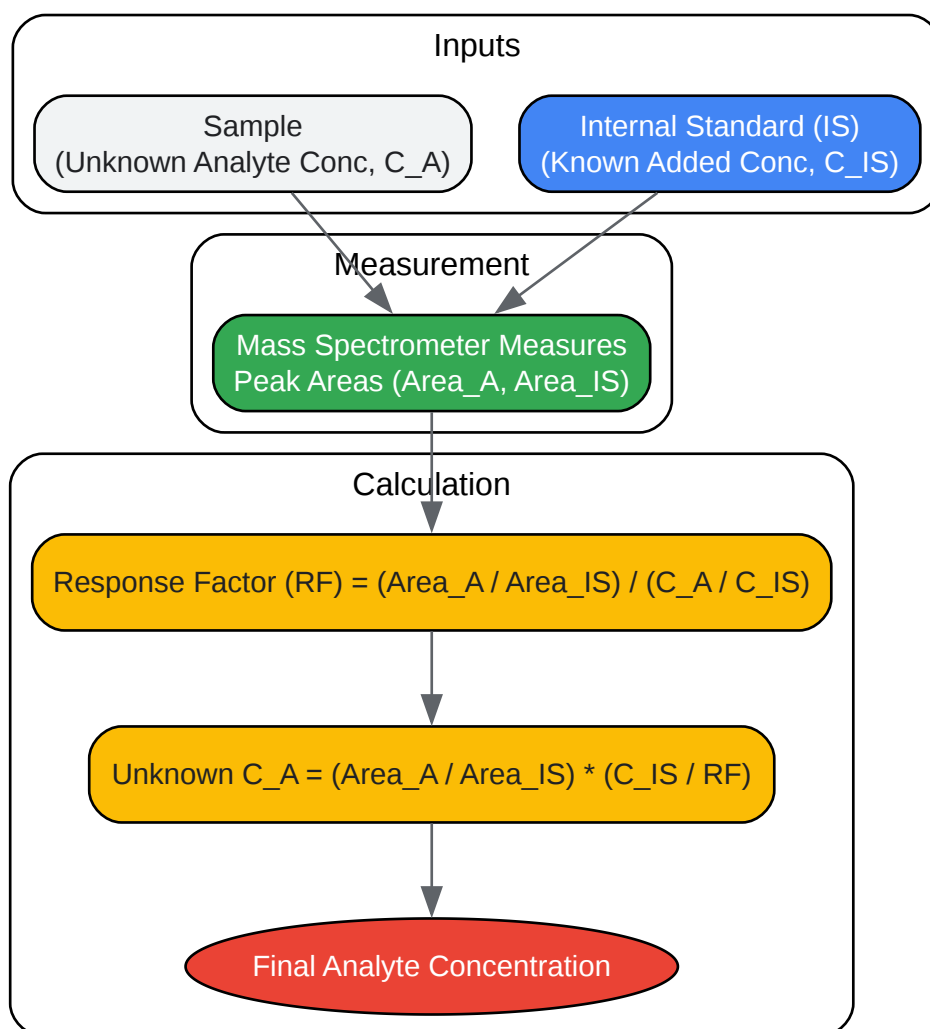 Inputs
Sample
(Unknown Analyte Conc, C_A)
Internal Standard (IS)
(Known Added Conc, C_IS)
Measurement
Mass Spectrometer Measures
Peak Areas (Area_A, Area_IS)
Calculation
Response Factor (RF) = (Area_A / Area_IS) / (C_A / C_IS)
Unknown C_A = (Area_A / Area_IS) * (C_IS / RF)
Final Analyte Concentration